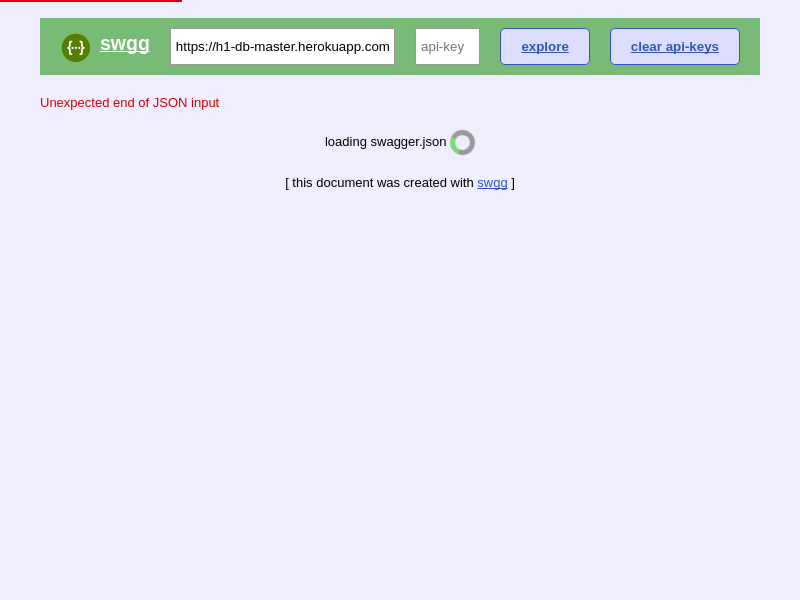 {···} swgg https://h1-db-master.herokuapp.com api-key explore clear api-keys
Unexpected end of JSON input
loading swagger.json
[ this document was created with swgg ]